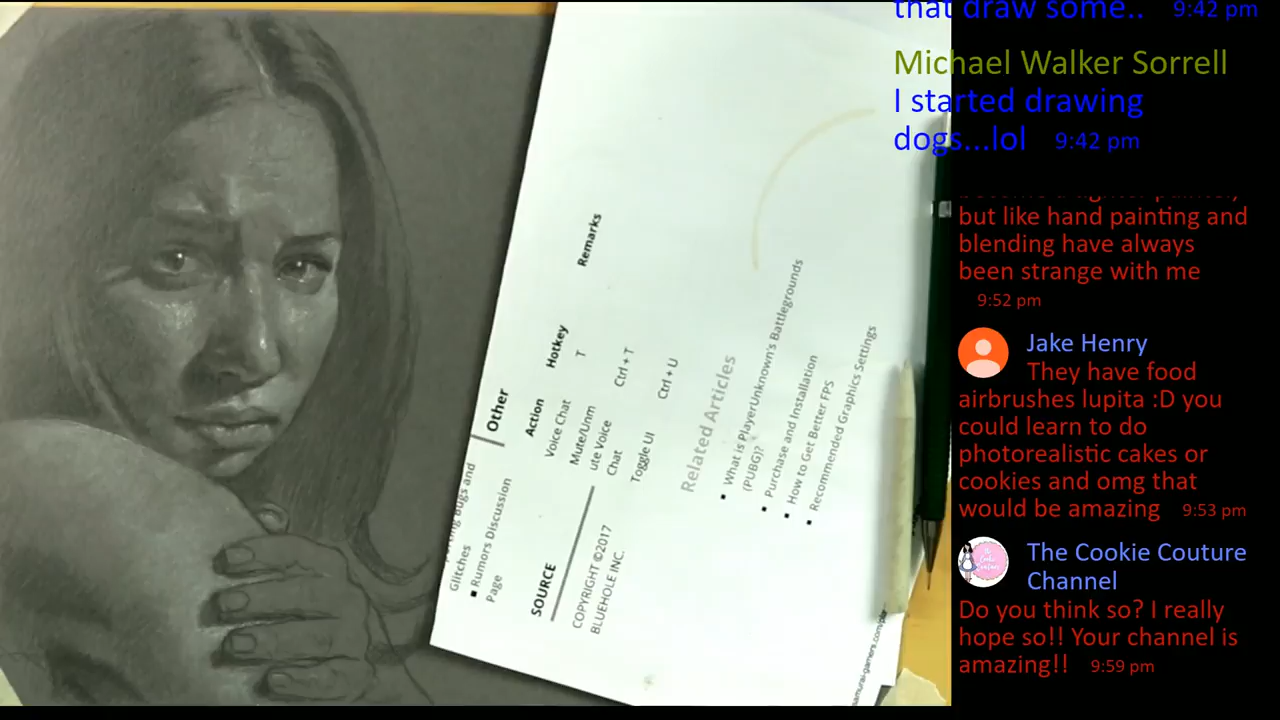 that draw some.. 9:42 pm
Michael Walker Sorrell
I started drawing
dogs...lol 9:42 pm
but like hand painting and
blending have always
been strange with me
9:52 pm
Jake Henry
They have food
airbrushes lupita :D you
could learn to do
photorealistic cakes or
cookies and omg that
would be amazing 9:53 pm
The Cookie Couture
Channel
Do you think so? I really
hope so!! Your channel is
amazing!! 9:59 pm
Bugs and
Glitches
▪ Rumors Discussion
Page
Other
Action Hotkey Remarks
Voice Chat T
Mute/Unm
ute Voice
Chat Ctrl + T
Toggle UI Ctrl + U
SOURCE
COPYRIGHT ©2017
BLUEHOLE INC.
Related Articles
▪ What is PlayerUnknown's Battlegrounds
(PUBG)?
▪ Purchase and Installation
▪ How to Get Better FPS
▪ Recommended Graphics Settings